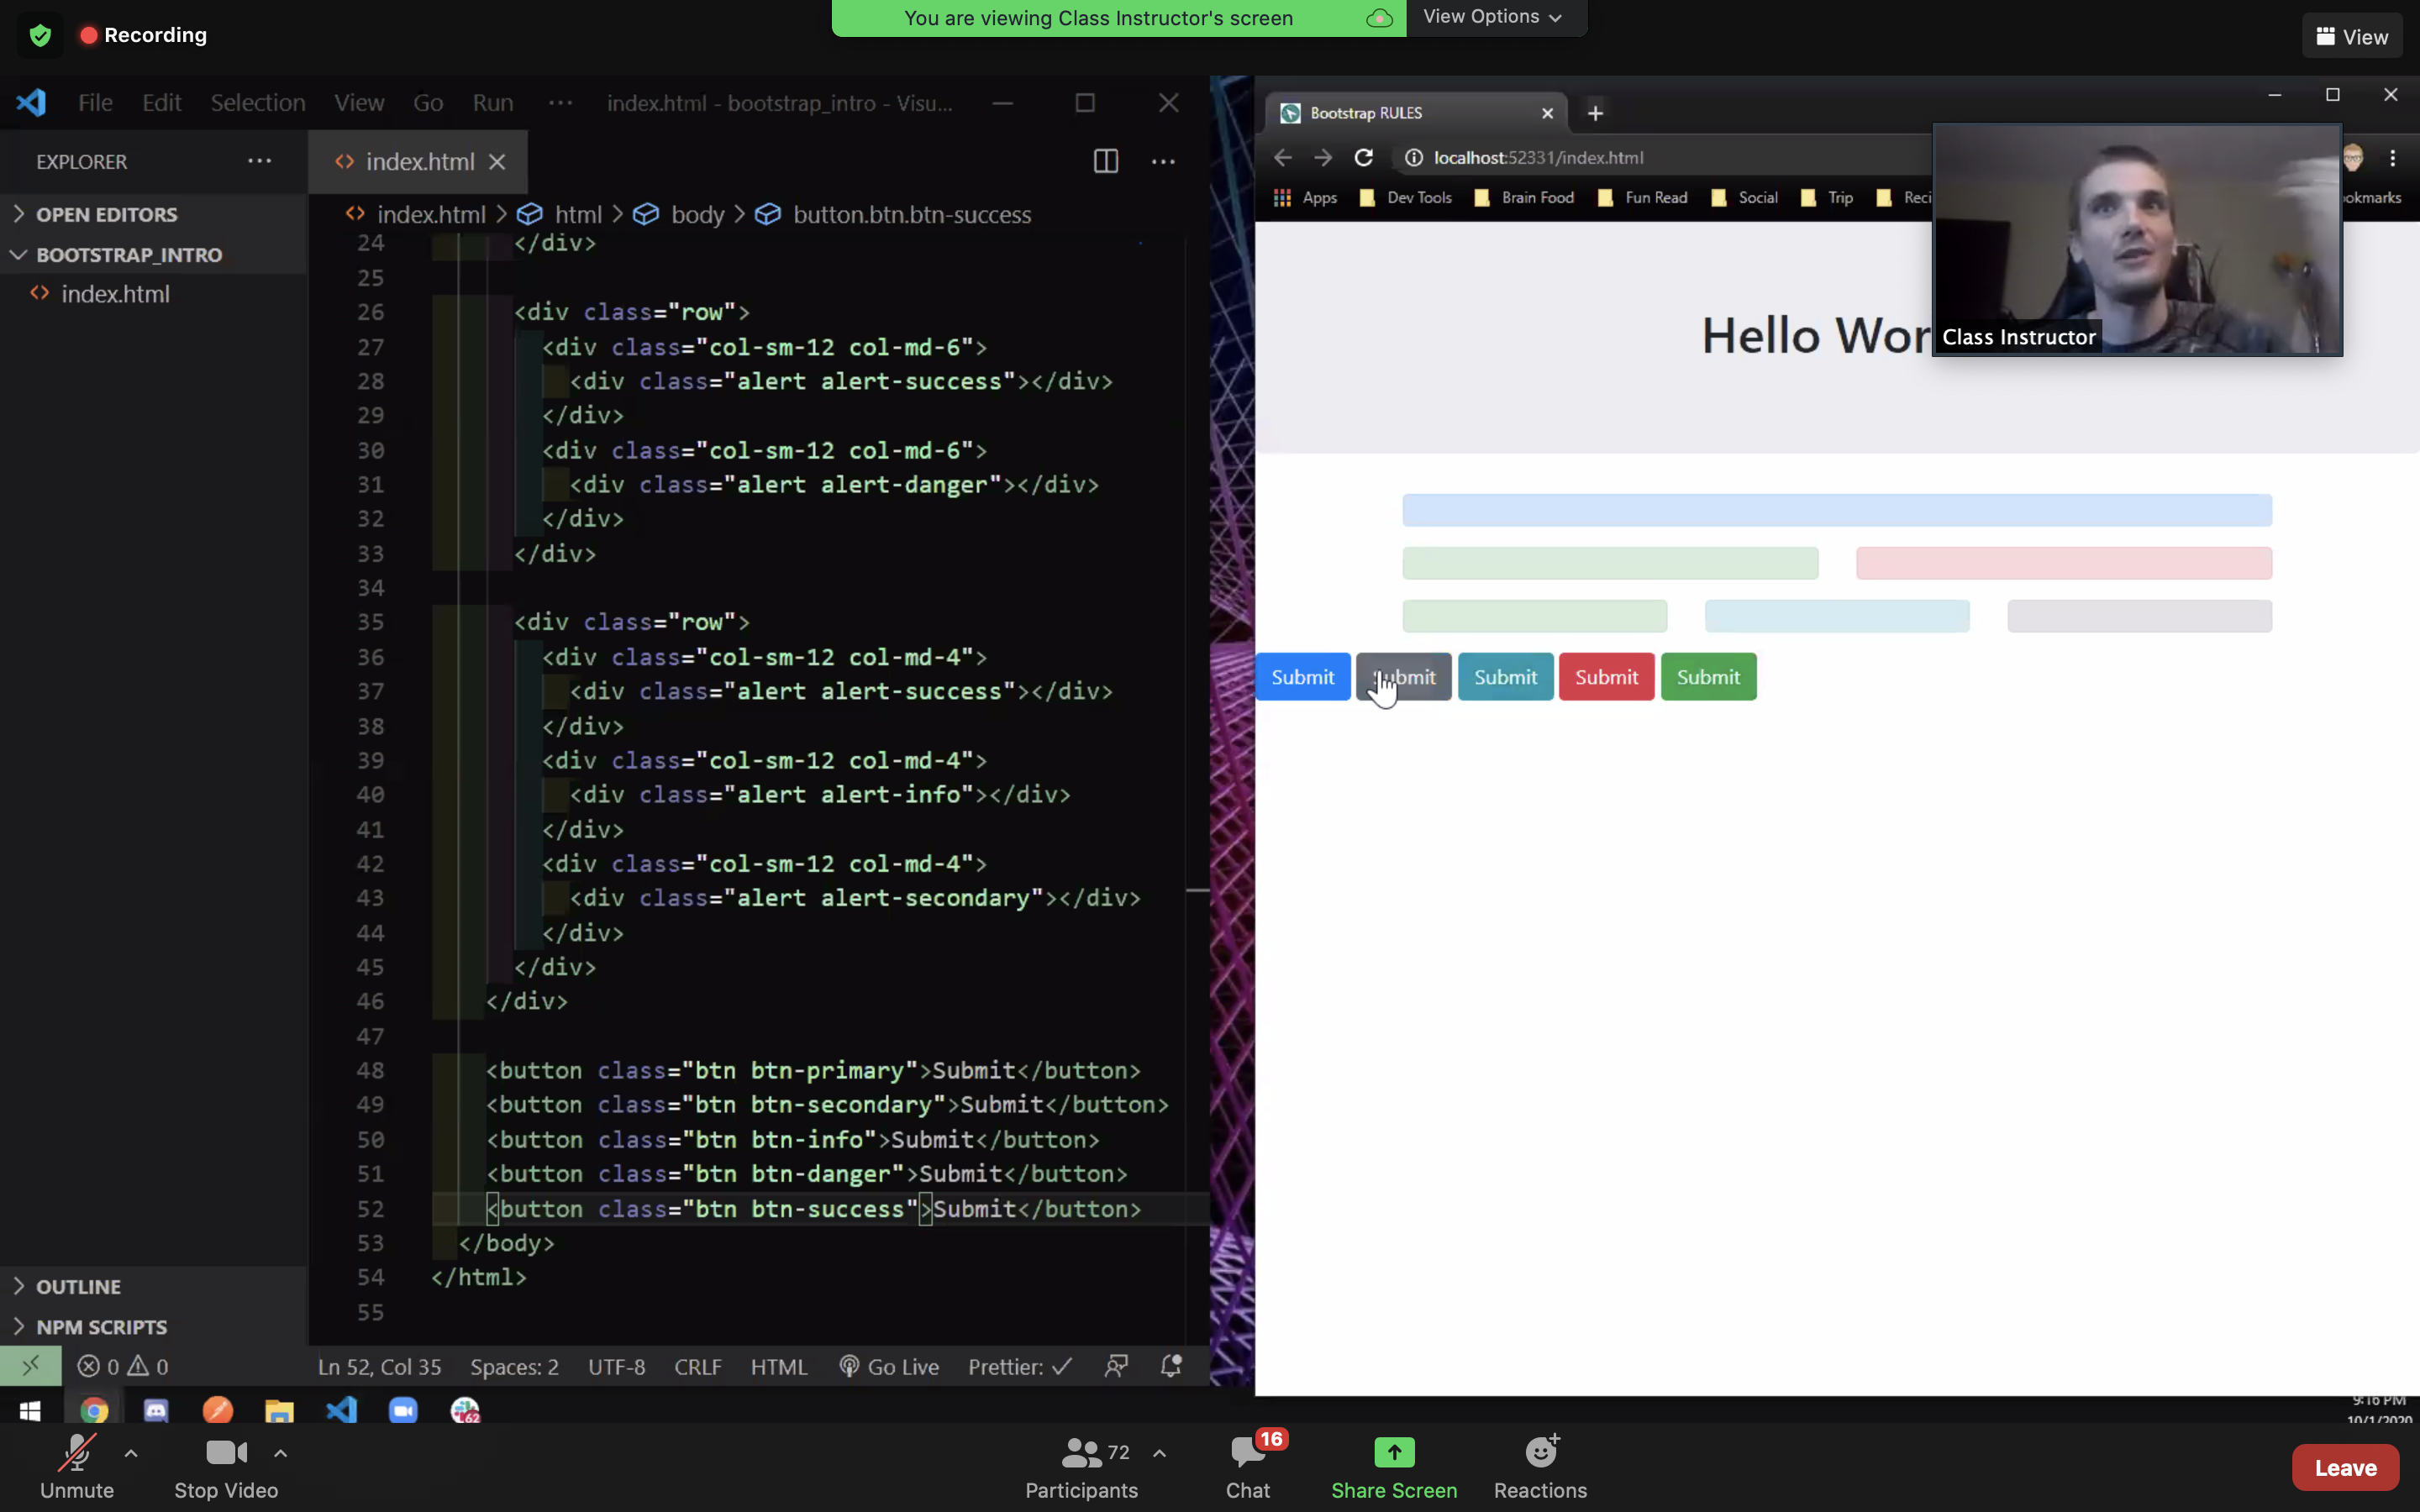 Recording
You are viewing Class Instructor's screen
View Options
View
File Edit Selection View Go Run ··· index.html - bootstrap_intro - Visu...
EXPLORER ···
index.html
OPEN EDITORS
BOOTSTRAP_INTRO
index.html
OUTLINE
NPM SCRIPTS
index.html > html > body > button.btn.btn-success
24 </div>
25
26 <div class="row">
27 <div class="col-sm-12 col-md-6">
28 <div class="alert alert-success"></div>
29 </div>
30 <div class="col-sm-12 col-md-6">
31 <div class="alert alert-danger"></div>
32 </div>
33 </div>
34
35 <div class="row">
36 <div class="col-sm-12 col-md-4">
37 <div class="alert alert-success"></div>
38 </div>
39 <div class="col-sm-12 col-md-4">
40 <div class="alert alert-info"></div>
41 </div>
42 <div class="col-sm-12 col-md-4">
43 <div class="alert alert-secondary"></div>
44 </div>
45 </div>
46 </div>
47
48 <button class="btn btn-primary">Submit</button>
49 <button class="btn btn-secondary">Submit</button>
50 <button class="btn btn-info">Submit</button>
51 <button class="btn btn-danger">Submit</button>
52 <button class="btn btn-success">Submit</button>
53 </body>
54 </html>
55
0 0 Ln 52, Col 35 Spaces: 2 UTF-8 CRLF HTML Go Live Prettier: ✓
Bootstrap RULES
localhost:52331/index.html
Apps Dev Tools Brain Food Fun Read Social Trip Reci okmarks
Hello Wor
Class Instructor
Submit Submit Submit Submit Submit
62
9:16 PM
10/1/2020
Unmute
Stop Video
72
Participants
16
Chat
Share Screen
Reactions
Leave